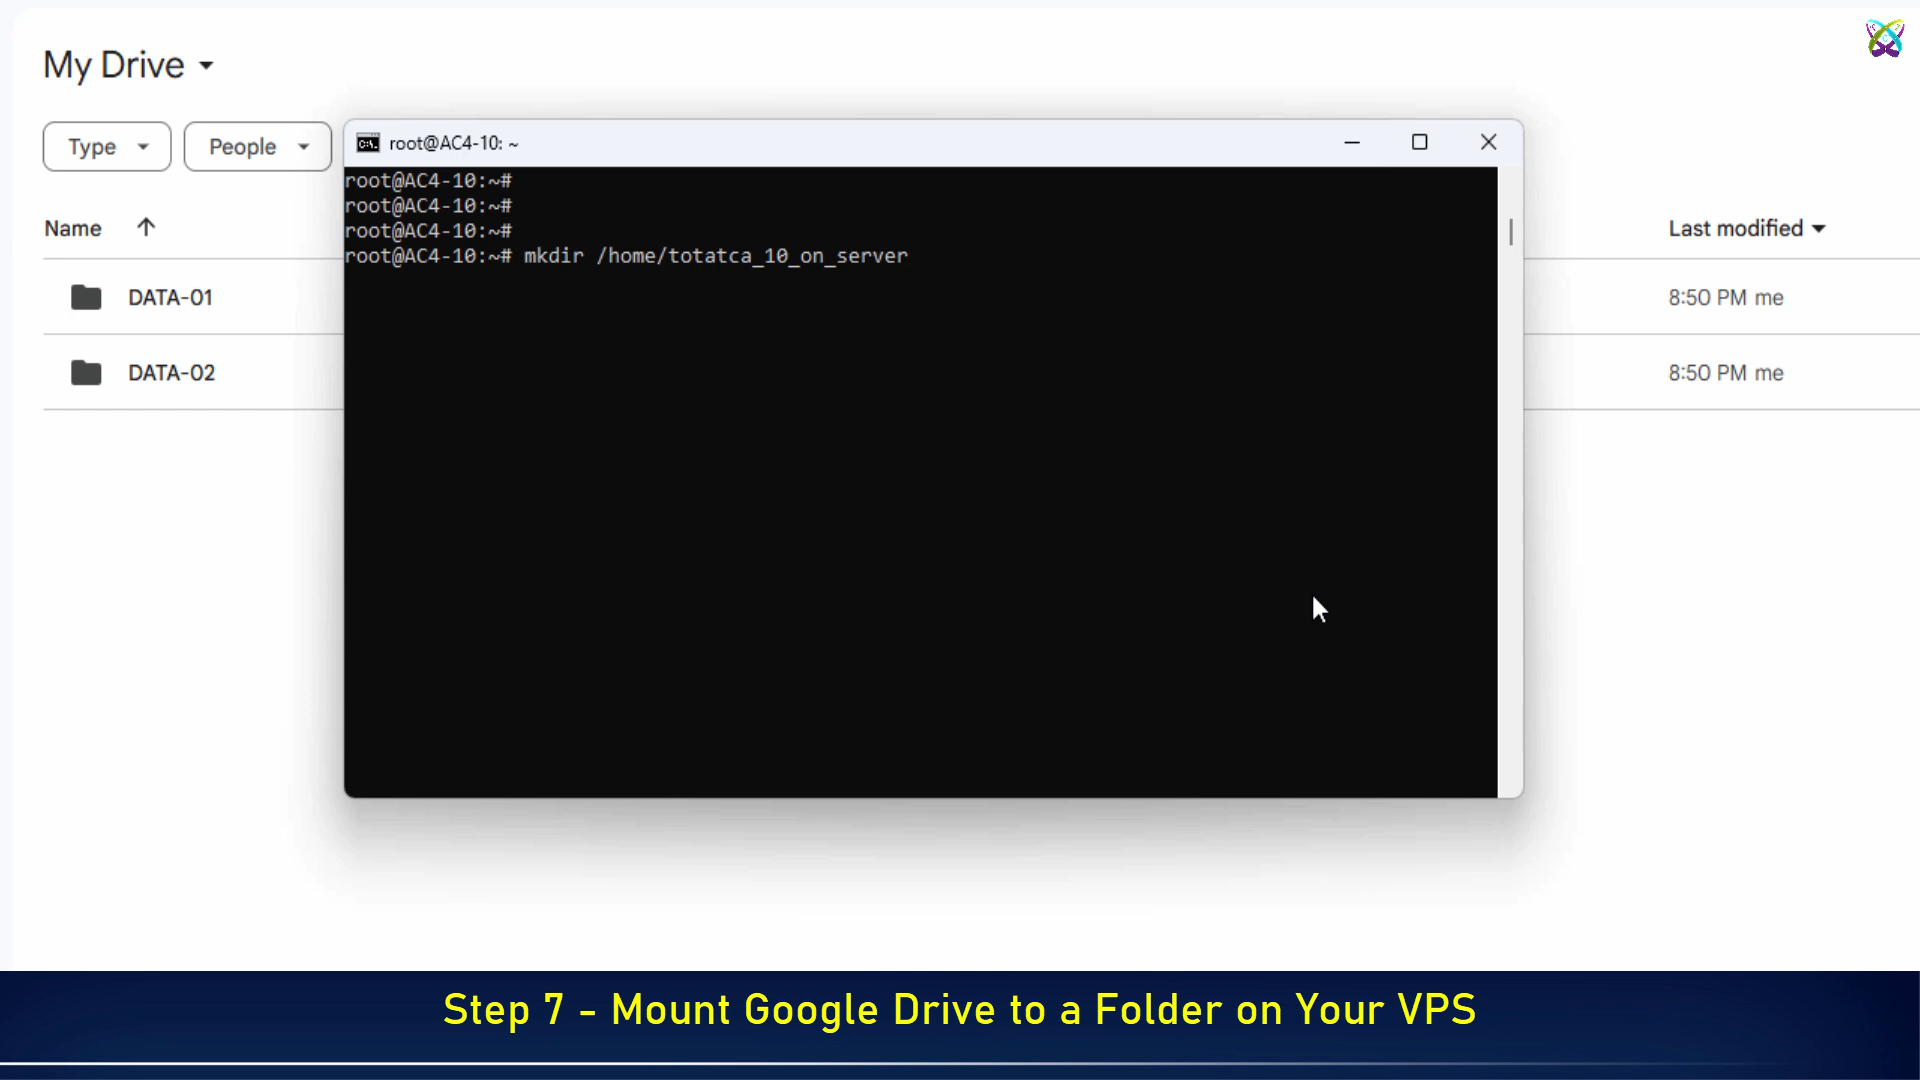 My Drive
Type
People
root@AC4-10: ~
root@AC4-10:~#
root@AC4-10:~#
root@AC4-10:~#
root@AC4-10:~# mkdir /home/totatca_10_on_server
Name
Last modified
DATA-01
8:50 PM me
DATA-02
8:50 PM me
Step 7 - Mount Google Drive to a Folder on Your VPS